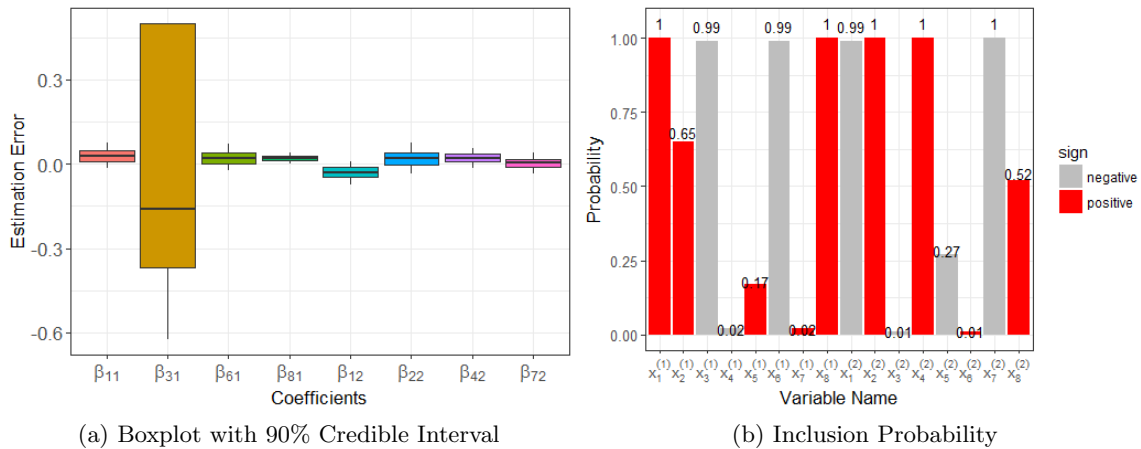 Estimation Error
0.3
0.0
-0.3
-0.6
β11 β31 β61 β81 β12 β22 β42 β72
Coefficients
(a) Boxplot with 90% Credible Interval
Probability
1.00
0.75
0.50
0.25
0.00
1 0.65 0.99 0.02 0.17 0.99 0.02 1 0.99 1 0.01 1 0.27 0.01 1 0.52
x1(1) x2(1) x3(1) x4(1) x5(1) x6(1) x7(1) x8(1) x1(2) x2(2) x3(2) x4(2) x5(2) x6(2) x7(2) x8(2)
Variable Name
sign
negative
positive
(b) Inclusion Probability